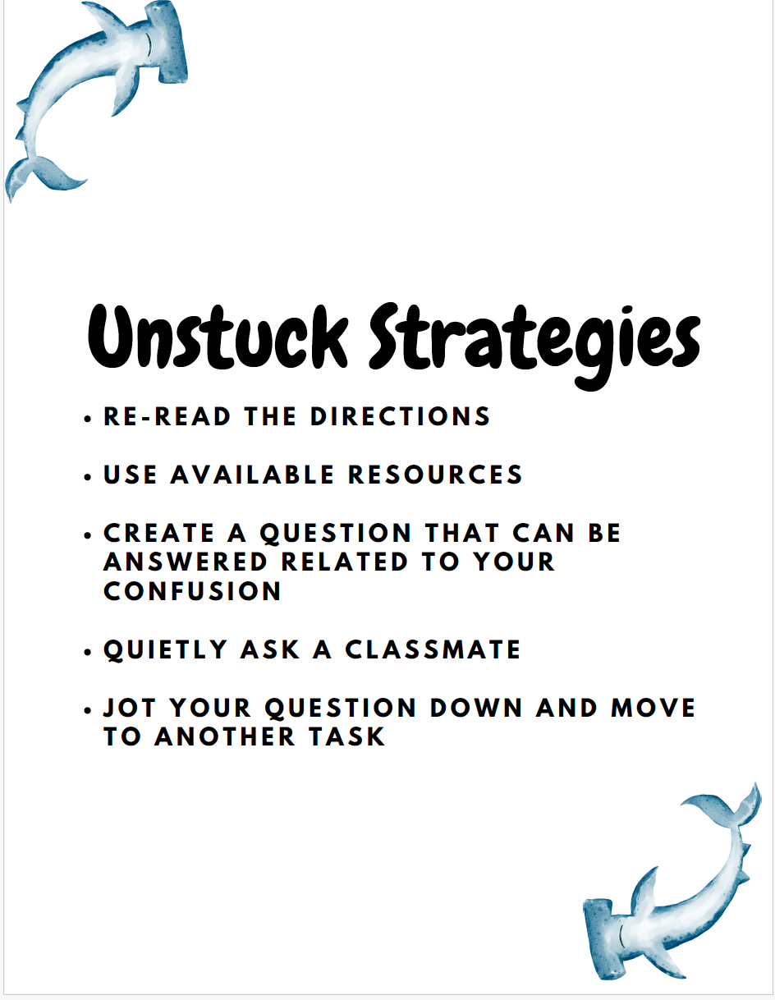 Unstuck Strategies
• RE-READ THE DIRECTIONS
• USE AVAILABLE RESOURCES
• CREATE A QUESTION THAT CAN BE
ANSWERED RELATED TO YOUR
CONFUSION
• QUIETLY ASK A CLASSMATE
• JOT YOUR QUESTION DOWN AND MOVE
TO ANOTHER TASK